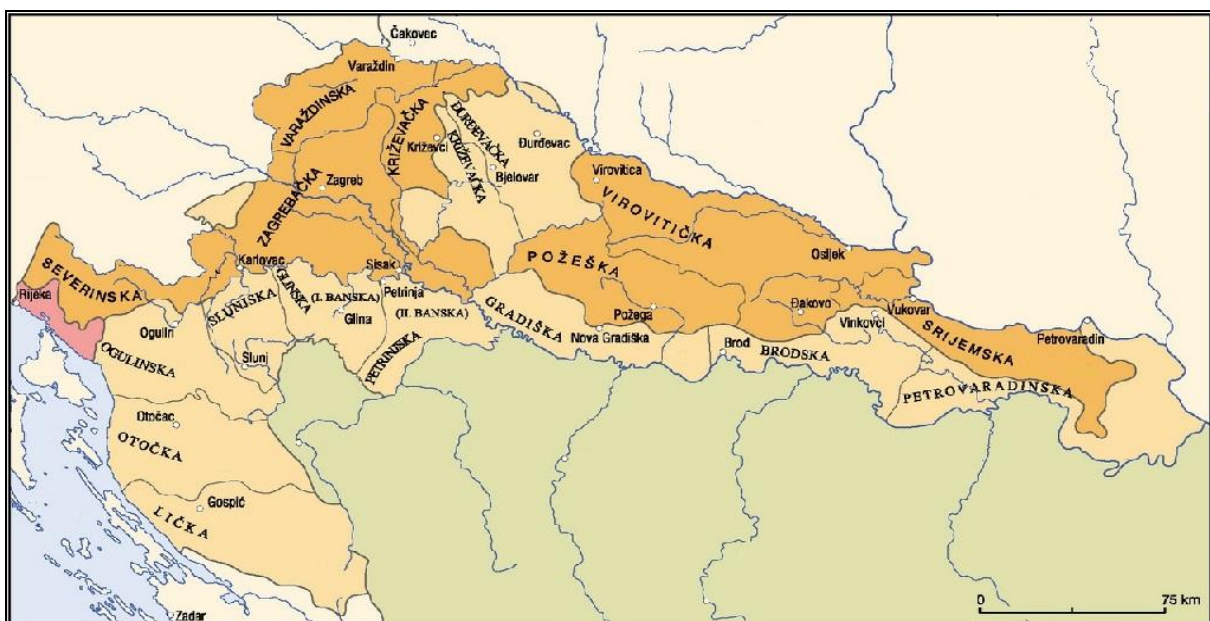 Čakovec
Varaždin
VARAŽDINSKA
KRIŽEVAČKA
ĐURĐEVAČKA
KRIŽEVAČKA
Đurđevac
Križevci
Bjelovar
Virovitica
Zagreb
ZAGREBAČKA
VIROVITIČKA
Osijek
SEVERINSKA
Karlovac
Sisak
POŽEŠKA
Rijeka
SLUNJSKA
GLINSKA
(I. BANSKA)
Petrinja
(II. BANSKA)
Glina
PETRINJSKA
GRADIŠKA
Požega
Đakovo
Vukovar
Vinkovci
SRIJEMSKA
Petrovaradin
Ogulin
OGULINSKA
Slunj
Nova Gradiška
Brod
BRODSKA
PETROVARADINSKA
Otočac
OTOČKA
Gospić
LIČKA
Zadar
0 75 km